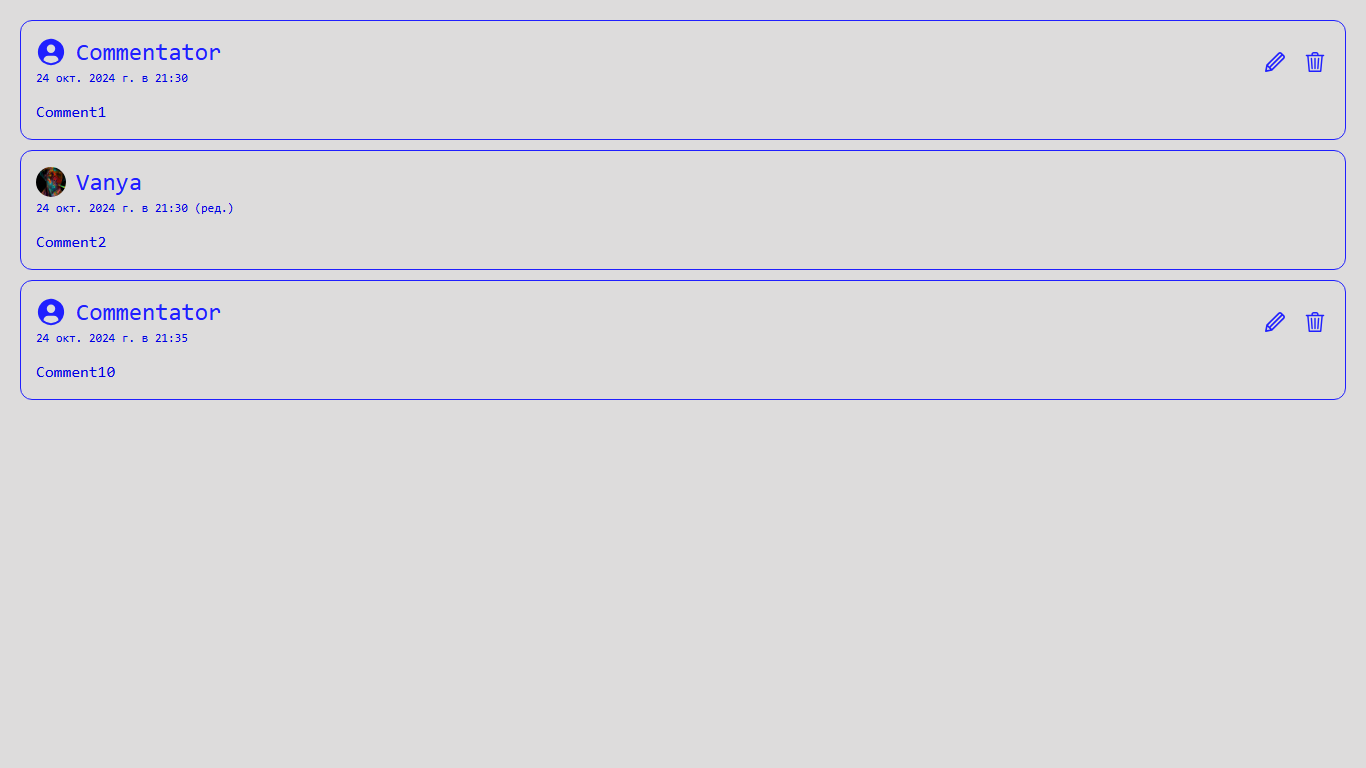 Commentator
24 окт. 2024 г. в 21:30
Comment1
Vanya
24 окт. 2024 г. в 21:30 (ред.)
Comment2
Commentator
24 окт. 2024 г. в 21:35
Comment10